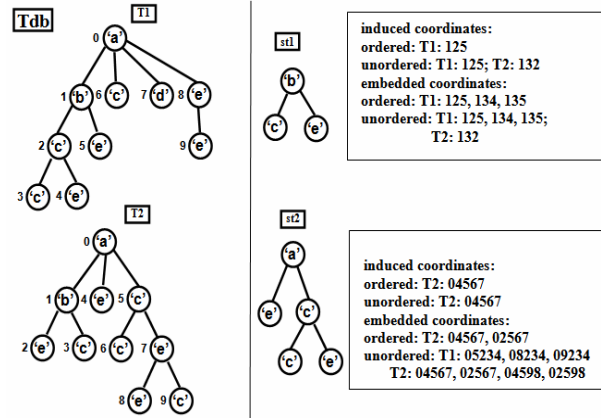 Tdb
T1
0 'a'
1 'b' 6 'c' 7 'd' 8 'e'
2 'c' 5 'e' 9 'e'
3 'c' 4 'e'
T2
0 'a'
1 'b' 4 'e' 5 'c'
2 'e' 3 'c' 6 'c' 7 'e'
8 'e' 9 'c'
st1
'b'
'c' 'e'
st2
'a'
'e' 'c'
'c' 'e'
induced coordinates:
ordered: T1: 125
unordered: T1: 125; T2: 132
embedded coordinates:
ordered: T1: 125, 134, 135
unordered: T1: 125, 134, 135;
T2: 132
induced coordinates:
ordered: T2: 04567
unordered: T2: 04567
embedded coordinates:
ordered: T2: 04567, 02567
unordered: T1: 05234, 08234, 09234
T2: 04567, 02567, 04598, 02598